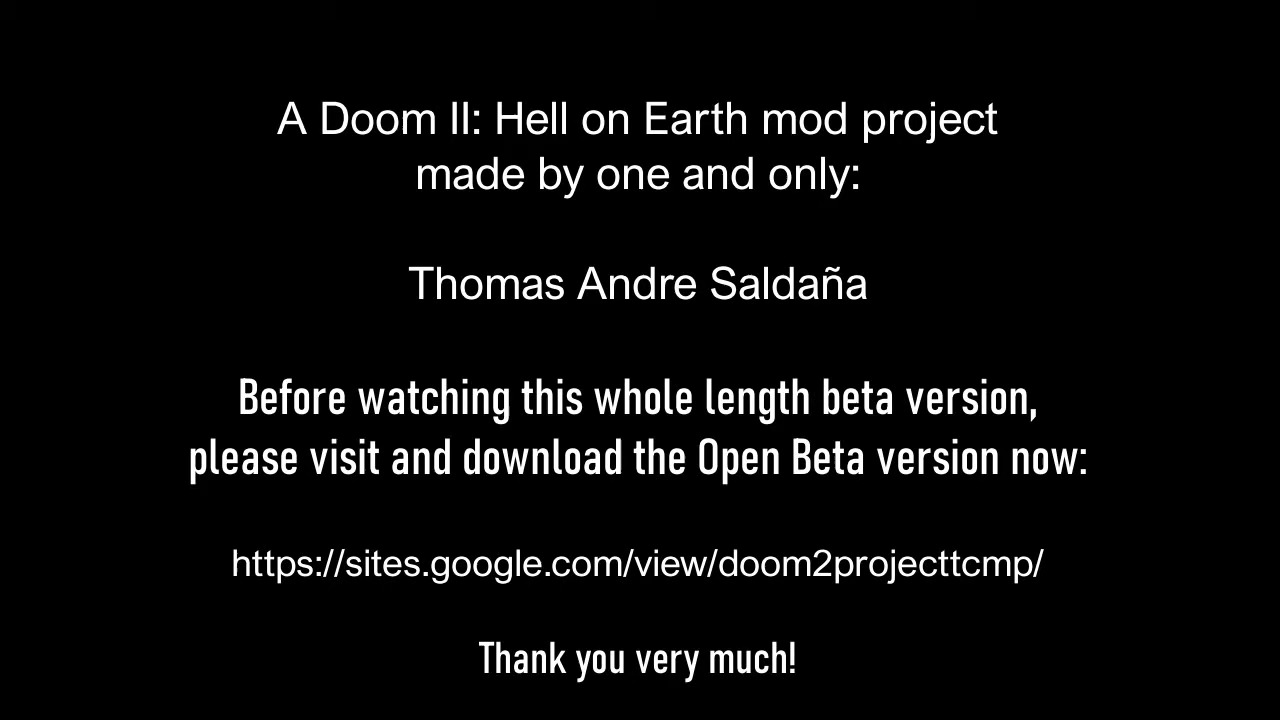 A Doom II: Hell on Earth mod project
made by one and only:
Thomas Andre Saldaña
Before watching this whole length beta version,
please visit and download the Open Beta version now:
https://sites.google.com/view/doom2projecttcmp/
Thank you very much!